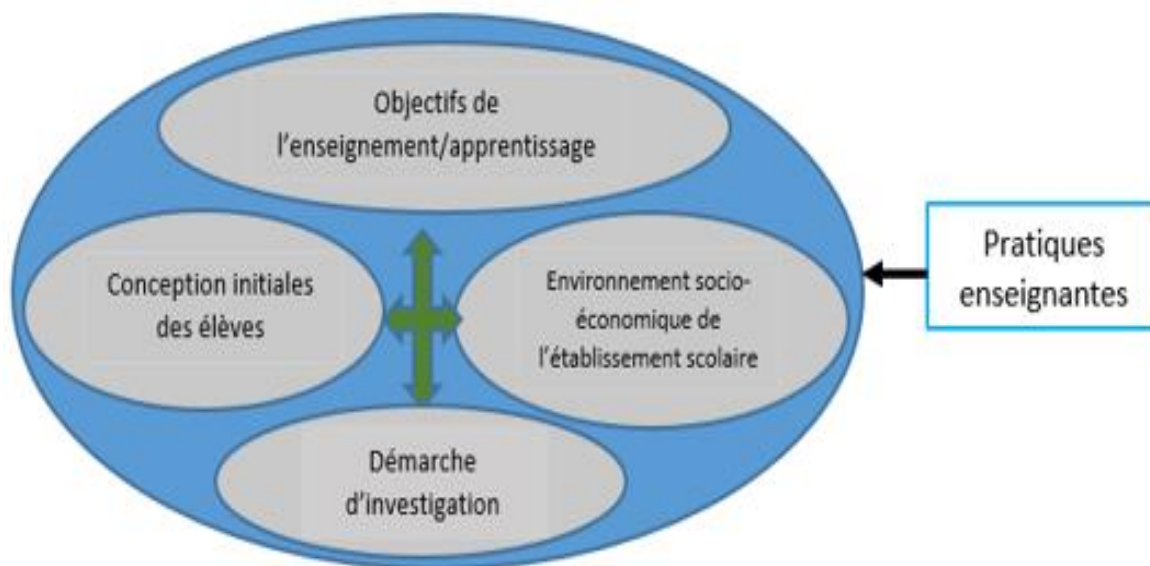 Objectifs de
l'enseignement/apprentissage
Conception initiales
des élèves
Environnement socio-
économique de
l'établissement scolaire
Démarche
d'investigation
Pratiques
enseignantes